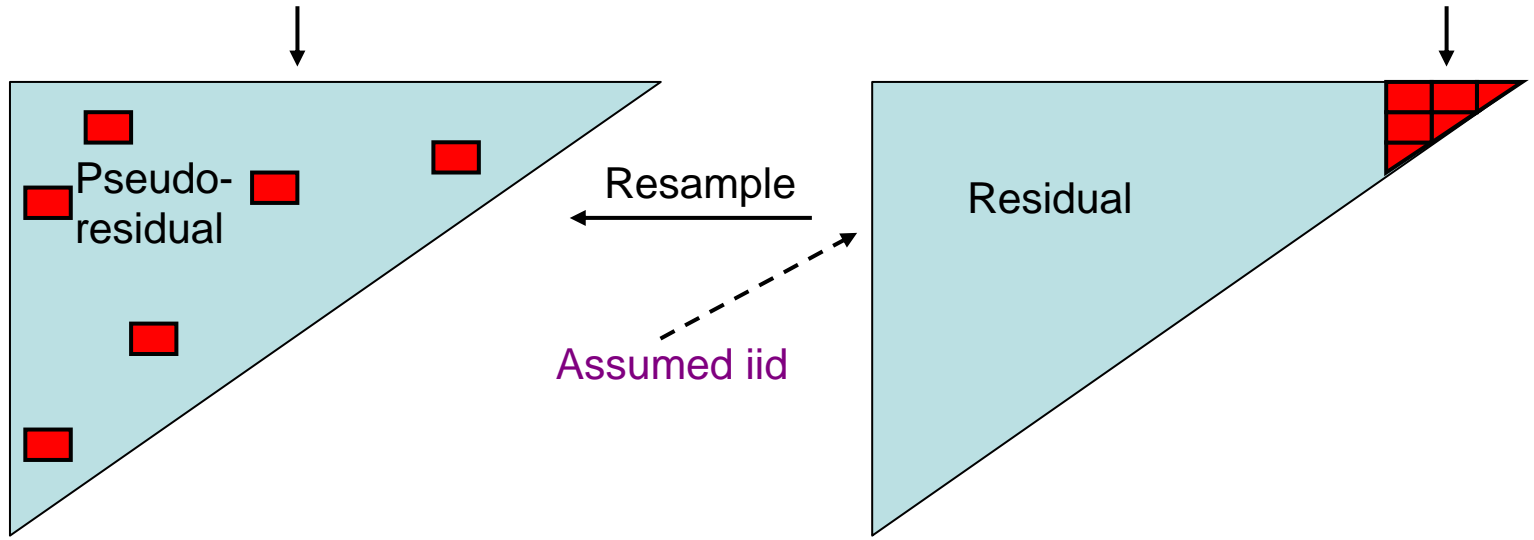 Pseudo-
residual
Resample
Assumed iid
Residual